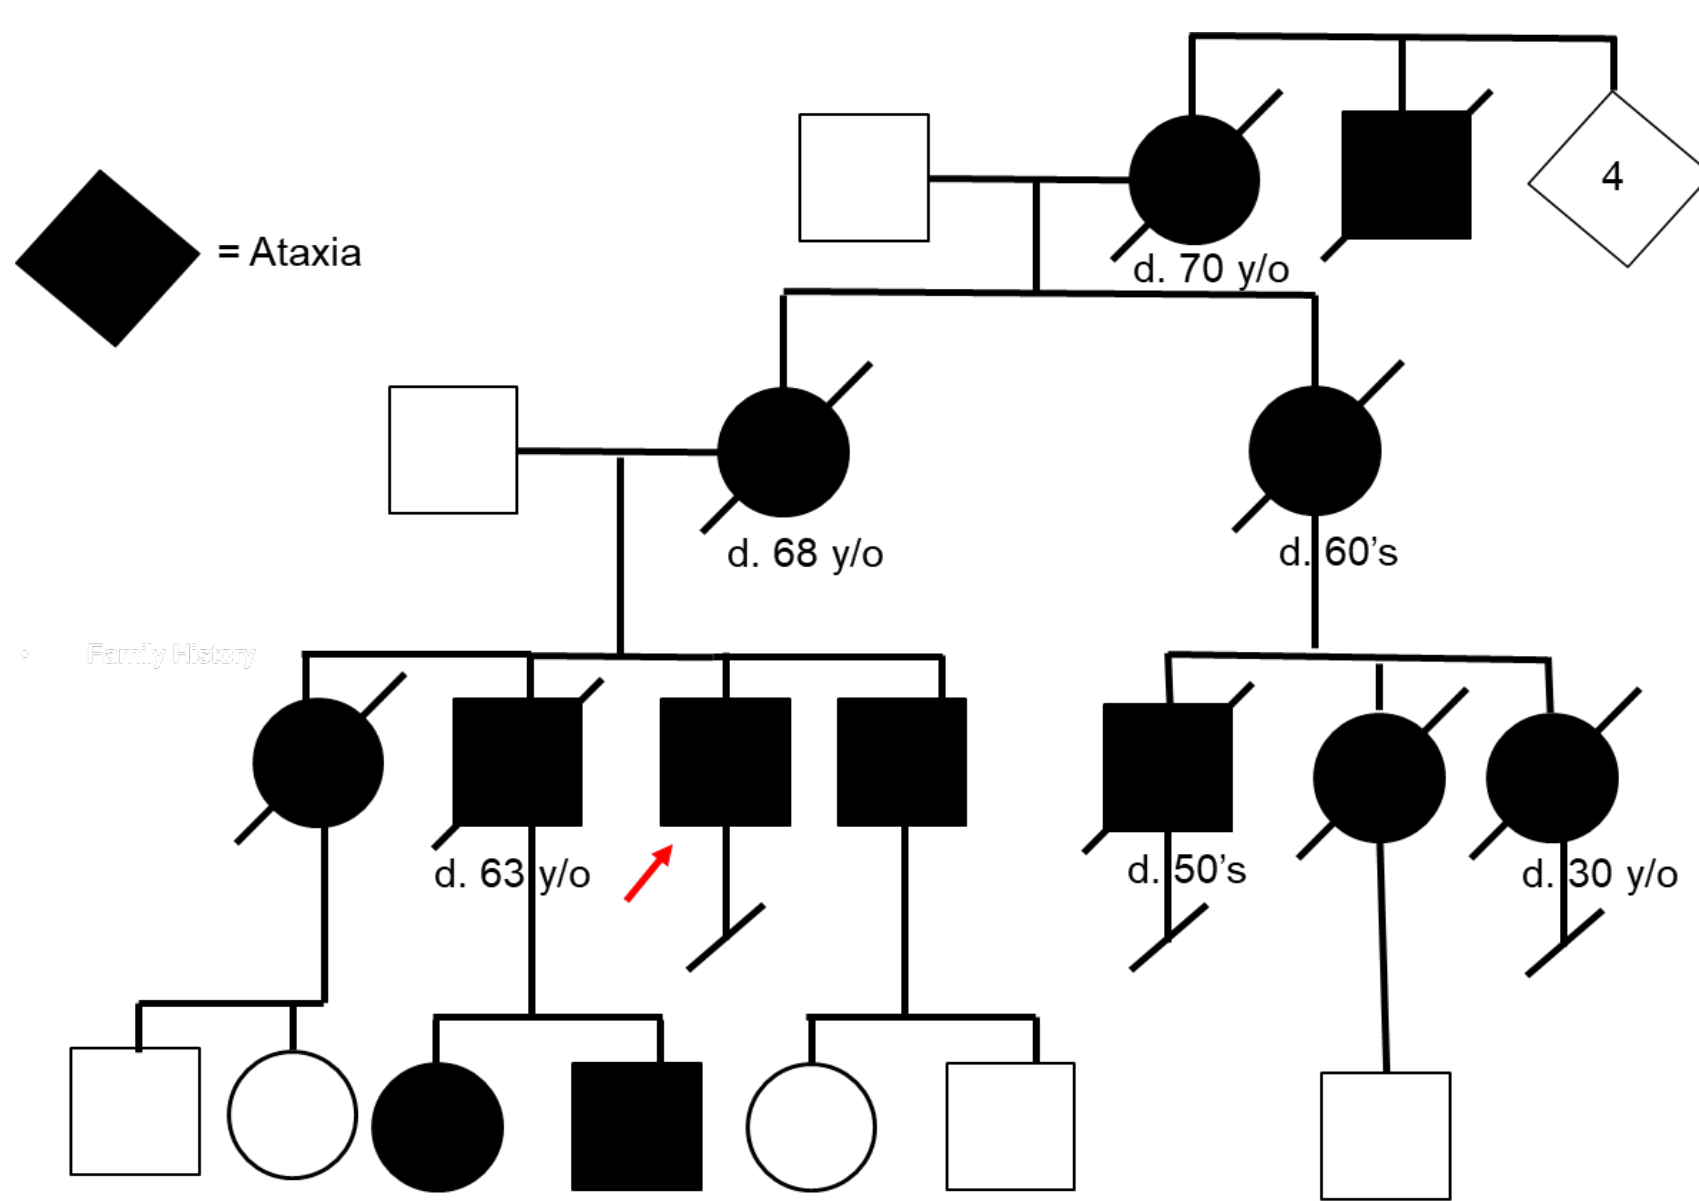 4
= Ataxia
d. 70 y/o
d. 68 y/o
d. 60's
• Family History
d. 63 y/o
d. 50's
d. 30 y/o